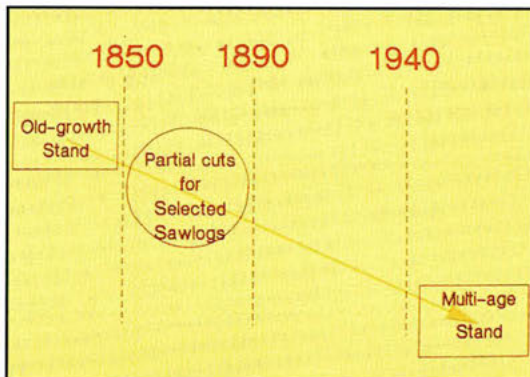 1850 1890 1940
Old-growth
Stand
Partial cuts
for
Selected
Sawlogs
Multi-age
Stand